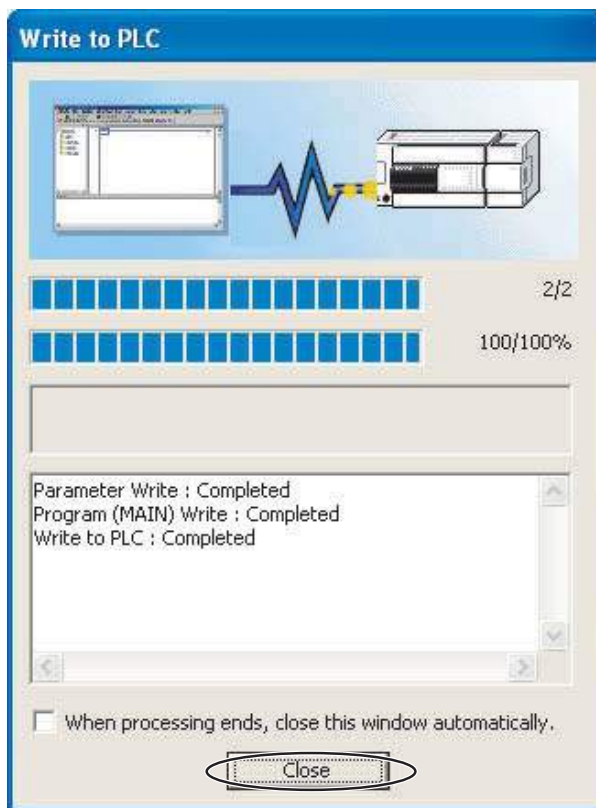 Write to PLC
2/2
100/100%
Parameter Write : Completed
Program (MAIN) Write : Completed
Write to PLC : Completed
When processing ends, close this window automatically.
Close